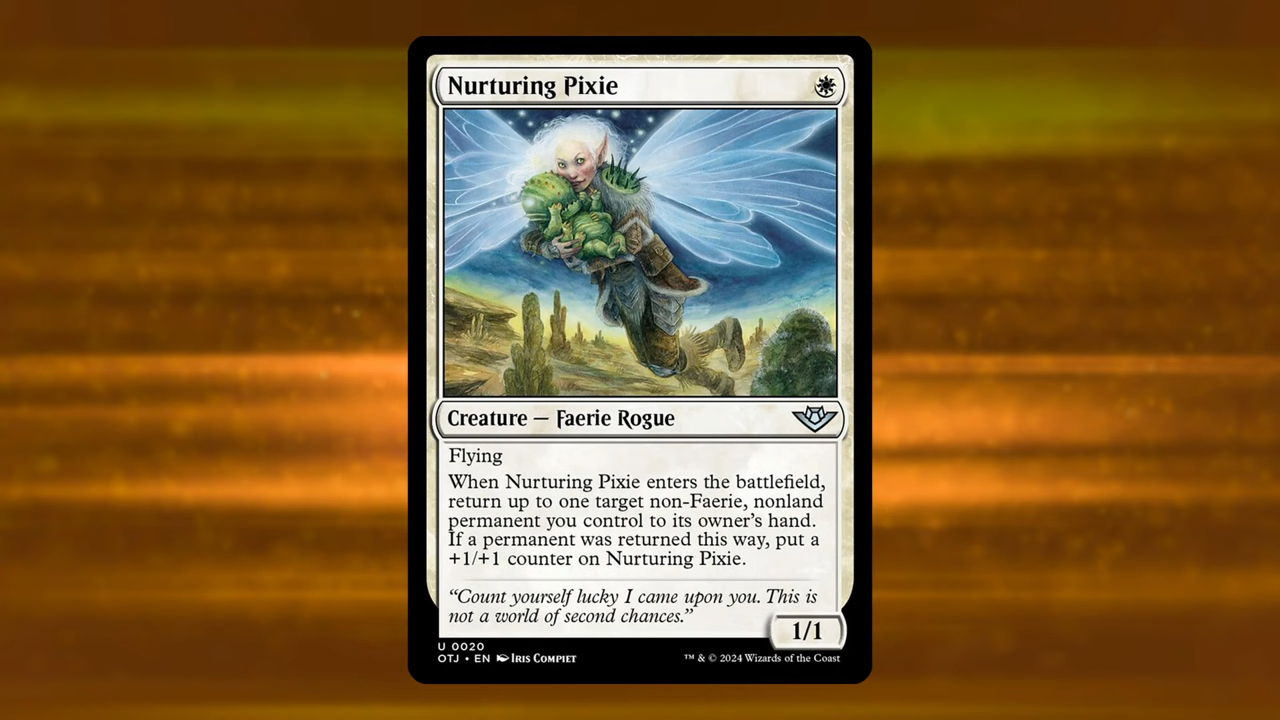 Nurturing Pixie
Creature — Faerie Rogue
Flying
When Nurturing Pixie enters the battlefield,
return up to one target non-Faerie, nonland
permanent you control to its owner's hand.
If a permanent was returned this way, put a
+1/+1 counter on Nurturing Pixie.
“Count yourself lucky I came upon you. This is
not a world of second chances.”
1/1
U 0020
OTJ • EN Iris Compiet
™ & © 2024 Wizards of the Coast